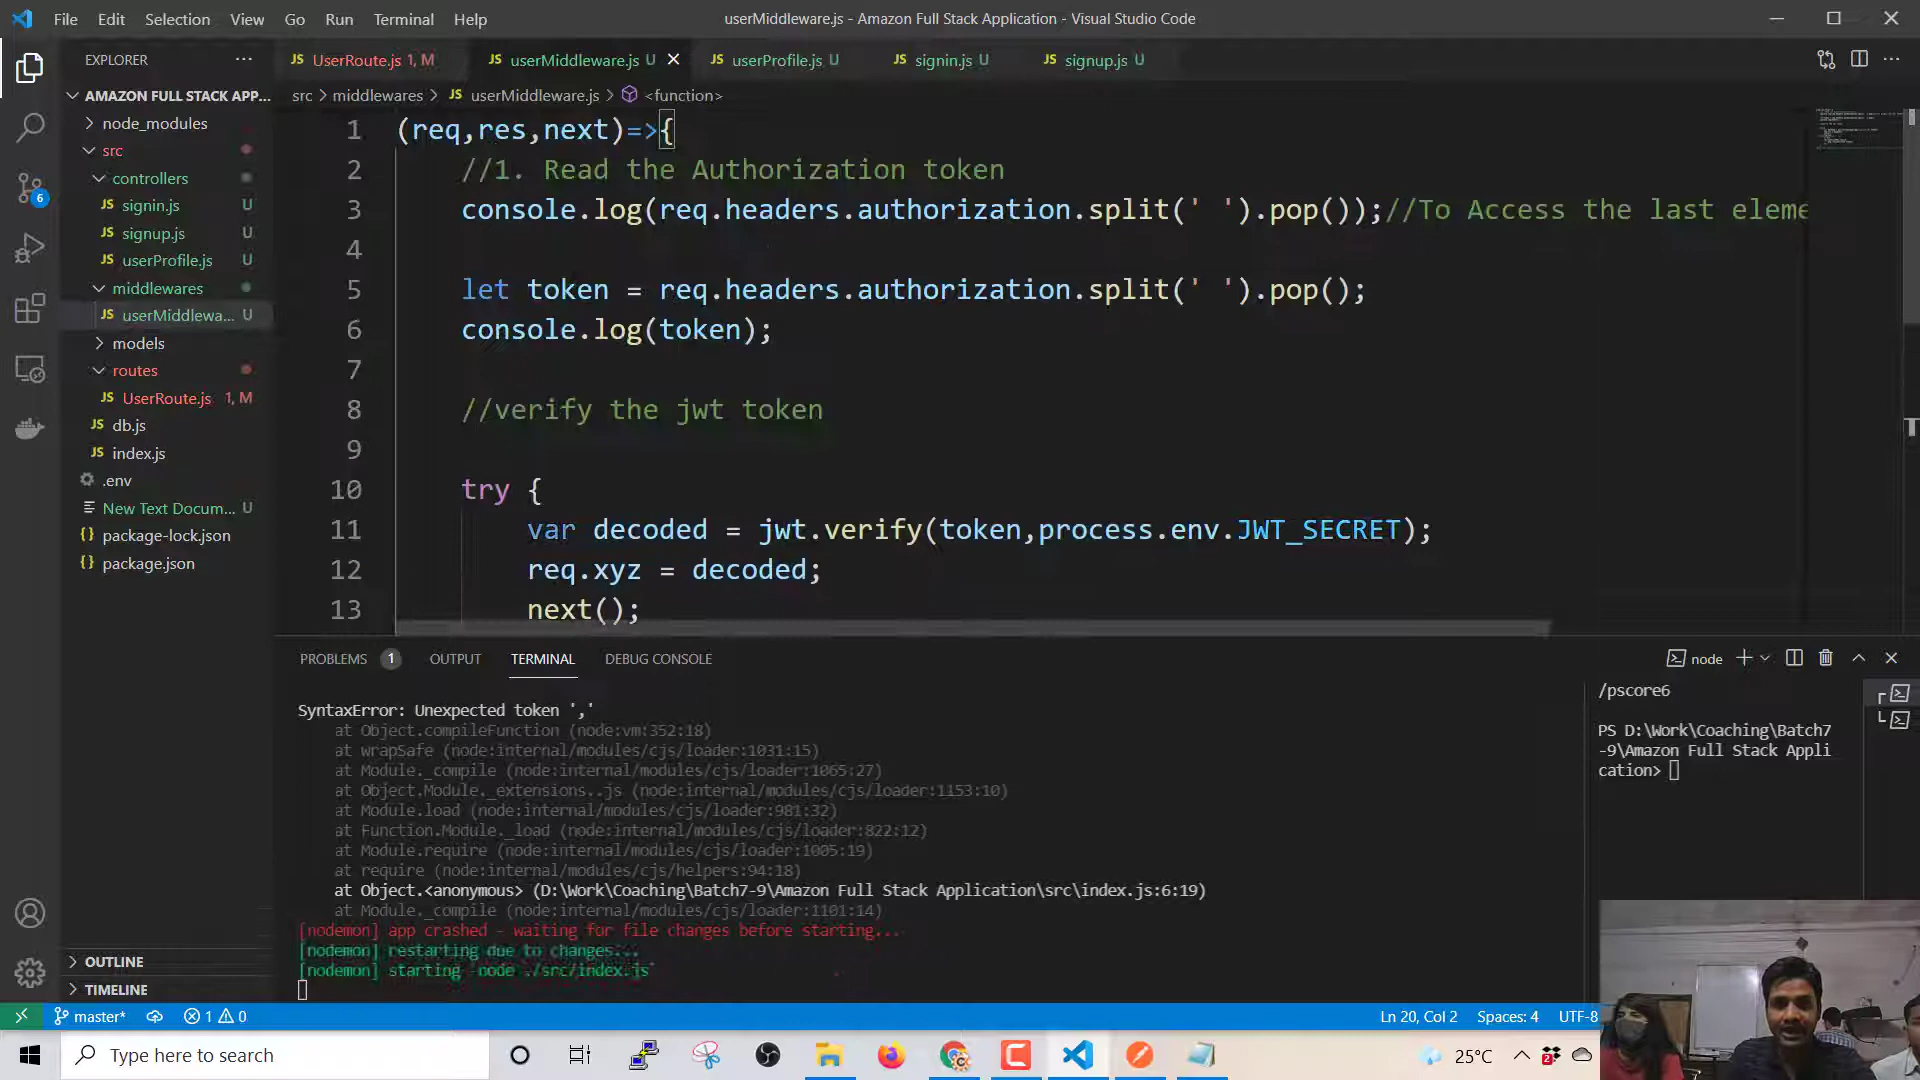 File Edit Selection View Go Run Terminal Help
userMiddleware.js - Amazon Full Stack Application - Visual Studio Code
EXPLORER
AMAZON FULL STACK APP...
node_modules
src
controllers
JS signin.js U
JS signup.js U
JS userProfile.js U
middlewares
JS userMiddlewa... U
models
routes
JS UserRoute.js 1, M
JS db.js
JS index.js
.env
New Text Docum... U
{} package-lock.json
{} package.json
OUTLINE
TIMELINE
6
JS UserRoute.js 1, M
JS userMiddleware.js U
JS userProfile.js U
JS signin.js U
JS signup.js U
src > middlewares > JS userMiddleware.js > <function>
1 (req,res,next)=>{
2 //1. Read the Authorization token
3 console.log(req.headers.authorization.split(' ').pop());//To Access the last eleme
4
5 let token = req.headers.authorization.split(' ').pop();
6 console.log(token);
7
8 //verify the jwt token
9
10 try {
11 var decoded = jwt.verify(token,process.env.JWT_SECRET);
12 req.xyz = decoded;
13 next();
PROBLEMS 1 OUTPUT TERMINAL DEBUG CONSOLE
node
SyntaxError: Unexpected token ','
at Object.compileFunction (node:vm:352:18)
at wrapSafe (node:internal/modules/cjs/loader:1031:15)
at Module._compile (node:internal/modules/cjs/loader:1065:27)
at Object.Module._extensions..js (node:internal/modules/cjs/loader:1153:10)
at Module.load (node:internal/modules/cjs/loader:981:32)
at Function.Module._load (node:internal/modules/cjs/loader:822:12)
at Module.require (node:internal/modules/cjs/loader:1005:19)
at require (node:internal/modules/cjs/helpers:94:18)
at Object.<anonymous> (D:\Work\Coaching\Batch7-9\Amazon Full Stack Application\src\index.js:6:19)
at Module._compile (node:internal/modules/cjs/loader:1101:14)
[nodemon] app crashed - waiting for file changes before starting...
[nodemon] restarting due to changes...
[nodemon] starting `node ./src/index.js`
/pscore6
PS D:\Work\Coaching\Batch7
-9\Amazon Full Stack Appli
cation>
master* 1 0
Ln 20, Col 2 Spaces: 4 UTF-8
Type here to search
25°C
2